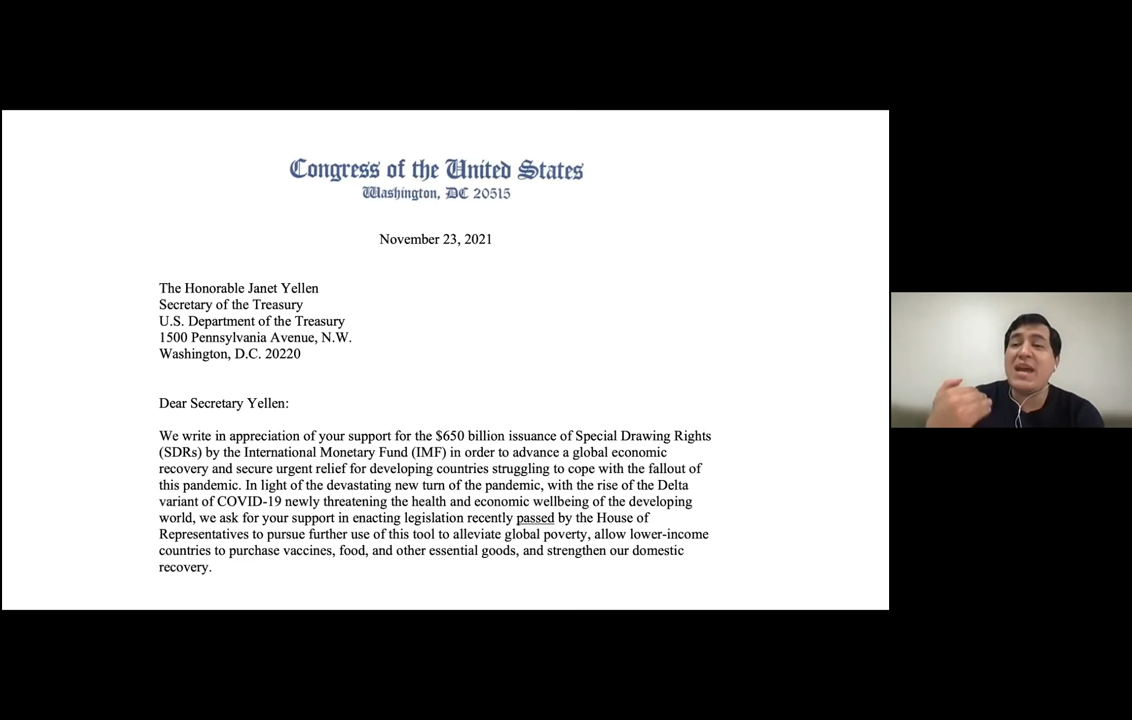 Congress of the United States
Washington, DC 20515
November 23, 2021
The Honorable Janet Yellen
Secretary of the Treasury
U.S. Department of the Treasury
1500 Pennsylvania Avenue, N.W.
Washington, D.C. 20220
Dear Secretary Yellen:
We write in appreciation of your support for the $650 billion issuance of Special Drawing Rights
(SDRs) by the International Monetary Fund (IMF) in order to advance a global economic
recovery and secure urgent relief for developing countries struggling to cope with the fallout of
this pandemic. In light of the devastating new turn of the pandemic, with the rise of the Delta
variant of COVID-19 newly threatening the health and economic wellbeing of the developing
world, we ask for your support in enacting legislation recently passed by the House of
Representatives to pursue further use of this tool to alleviate global poverty, allow lower-income
countries to purchase vaccines, food, and other essential goods, and strengthen our domestic
recovery.